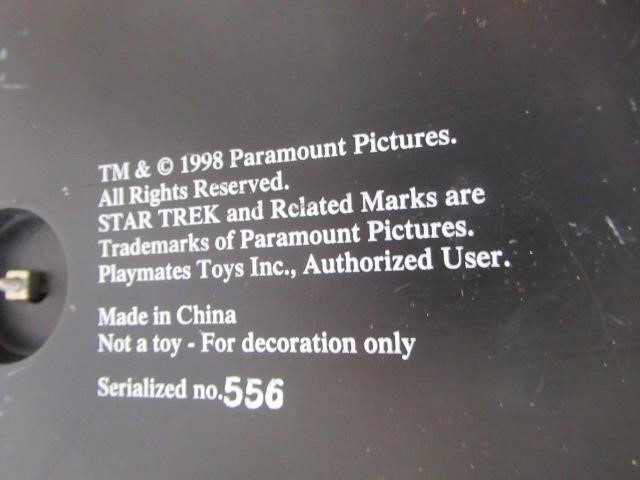 TM & © 1998 Paramount Pictures.
All Rights Reserved.
STAR TREK and Related Marks are
Trademarks of Paramount Pictures.
Playmates Toys Inc., Authorized User.
Made in China
Not a toy - For decoration only
Serialized no.556